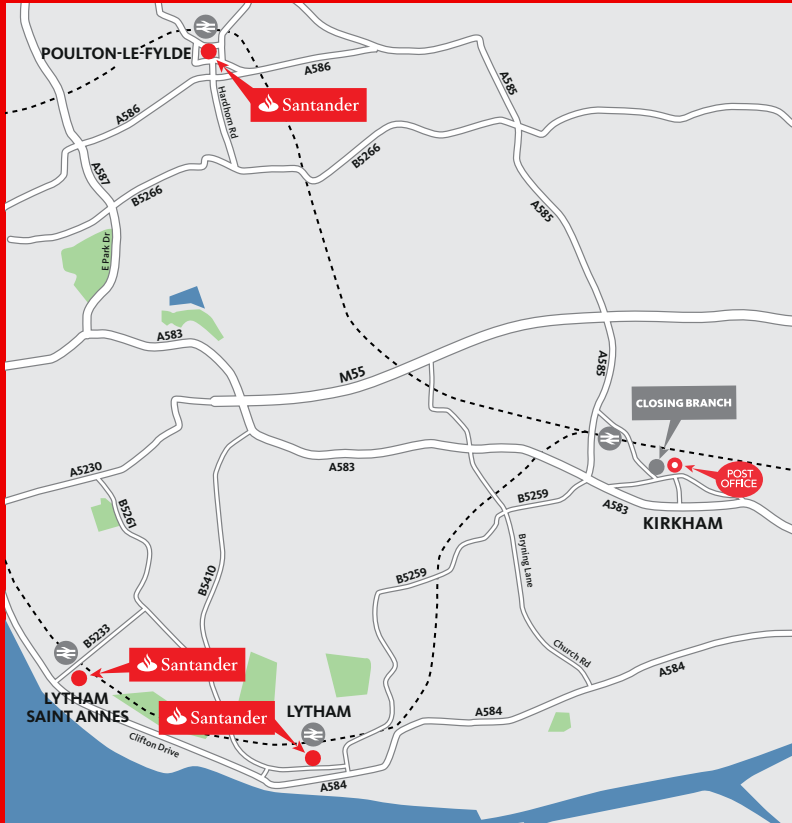 POULTON-LE-FYLDE
A586
A585
Santander
A586
Hardhorn Rd
B5266
A587
B5266
A585
E Park Dr
A583
M55
A585
CLOSING BRANCH
A583
A5230
POST
OFFICE
B5259
A583
B5261
KIRKHAM
Bryning Lane
B5410
B5259
B5233
Church Rd
Santander
A584
LYTHAM
SAINT ANNES
Santander
LYTHAM
A584
Clifton Drive
A584